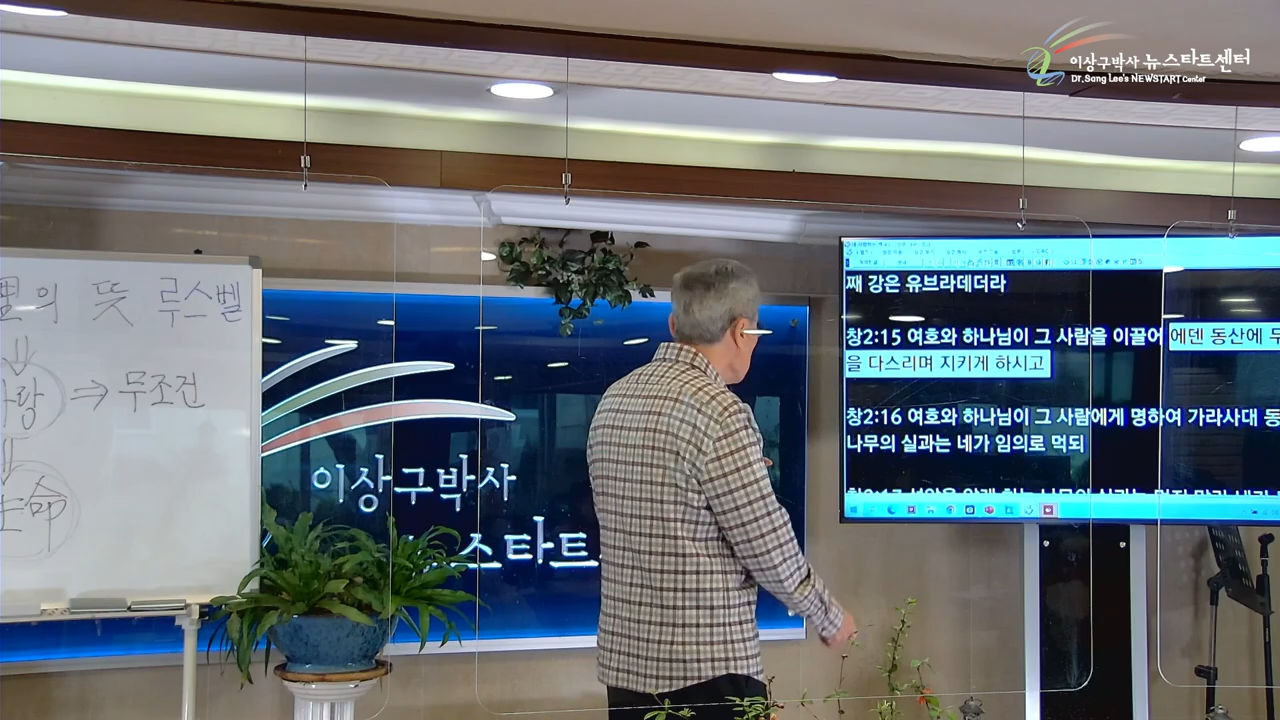 이상구박사 뉴스타트센터
Dr. Sang Lee's NEWSTART Center
의 뜻 루스벨
⇓
랑 ⇒ 무조건
命
이상구박사
스타트
째 강은 유브라데더라
창2:15 여호와 하나님이 그 사람을 이끌어 에덴 동산에
을 다스리며 지키게 하시고
창2:16 여호와 하나님이 그 사람에게 명하여 가라사대 동
나무의 실과는 네가 임의로 먹되